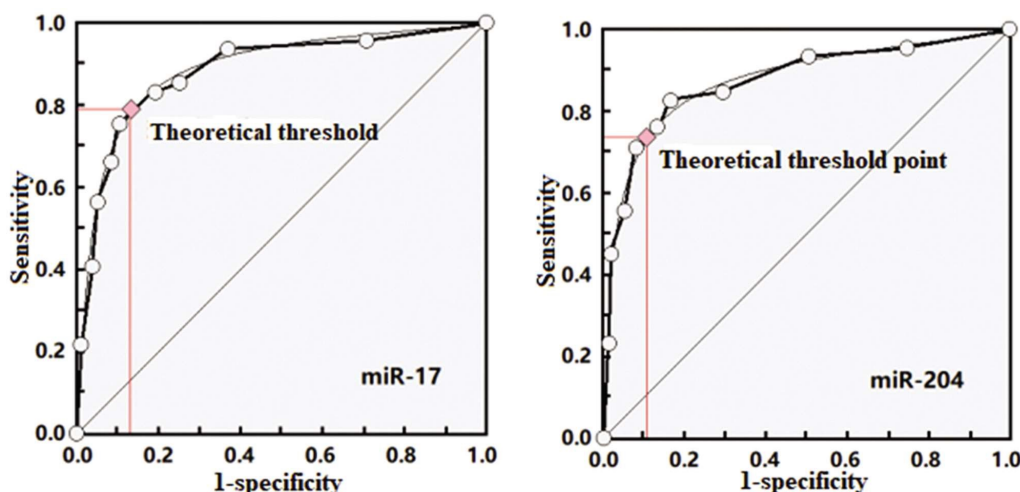 1.0
0.8
0.6
0.4
0.2
0.0
Sensitivity
Theoretical threshold
miR-17
0.0 0.2 0.4 0.6 0.8 1.0
1-specificity
1.0
0.8
0.6
0.4
0.2
0.0
Sensitivity
Theoretical threshold point
miR-204
0.0 0.2 0.4 0.6 0.8 1.0
1-specificity